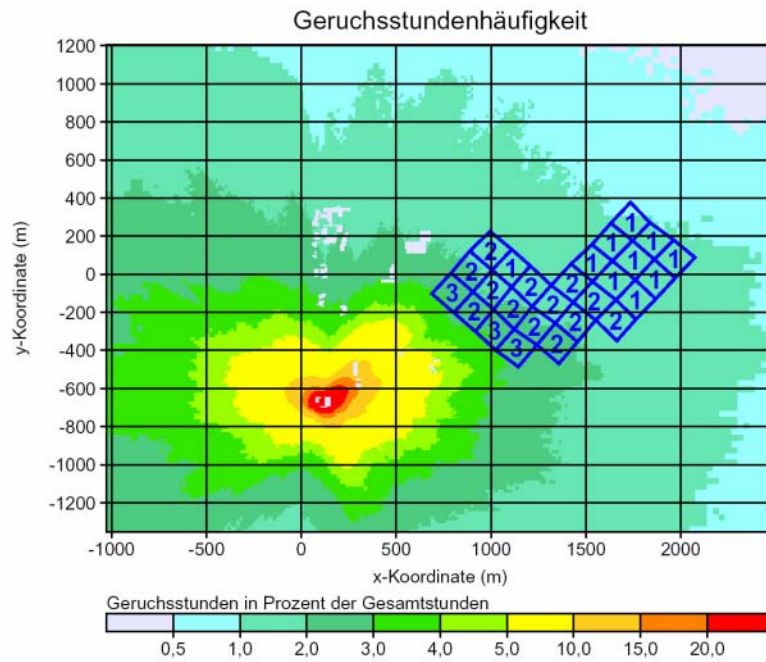 Geruchsstundenhäufigkeit
1200
1000
800
600
400
200
0
-200
-400
-600
-800
-1000
-1200
y-Koordinate (m)
1
1 1
2 1 1 1
2 1 2 1 1
3 2 2 2 2 1
2 2 2 2
3 2 2
3
-1000 -500 0 500 1000 1500 2000
x-Koordinate (m)
Geruchsstunden in Prozent der Gesamtstunden
0,5 1,0 2,0 3,0 4,0 5,0 10,0 15,0 20,0